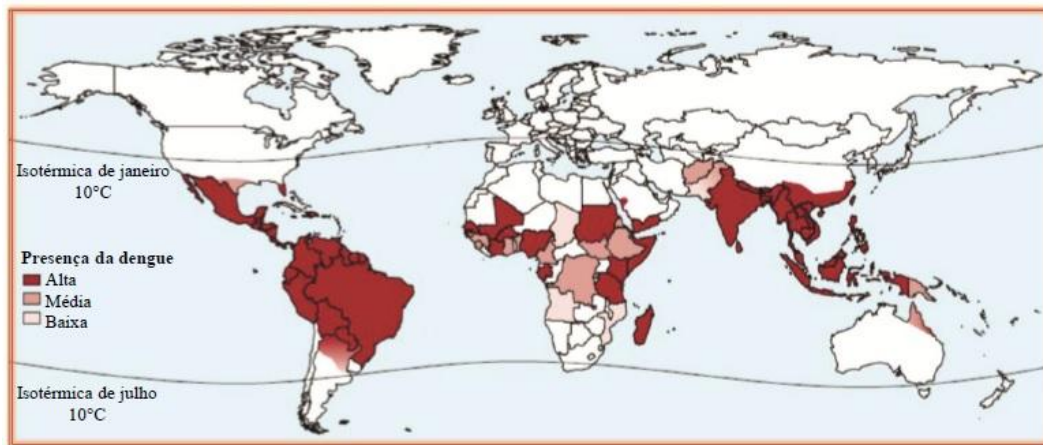 Isotérmica de janeiro
10°C
Presença da dengue
Alta
Média
Baixa
Isotérmica de julho
10°C